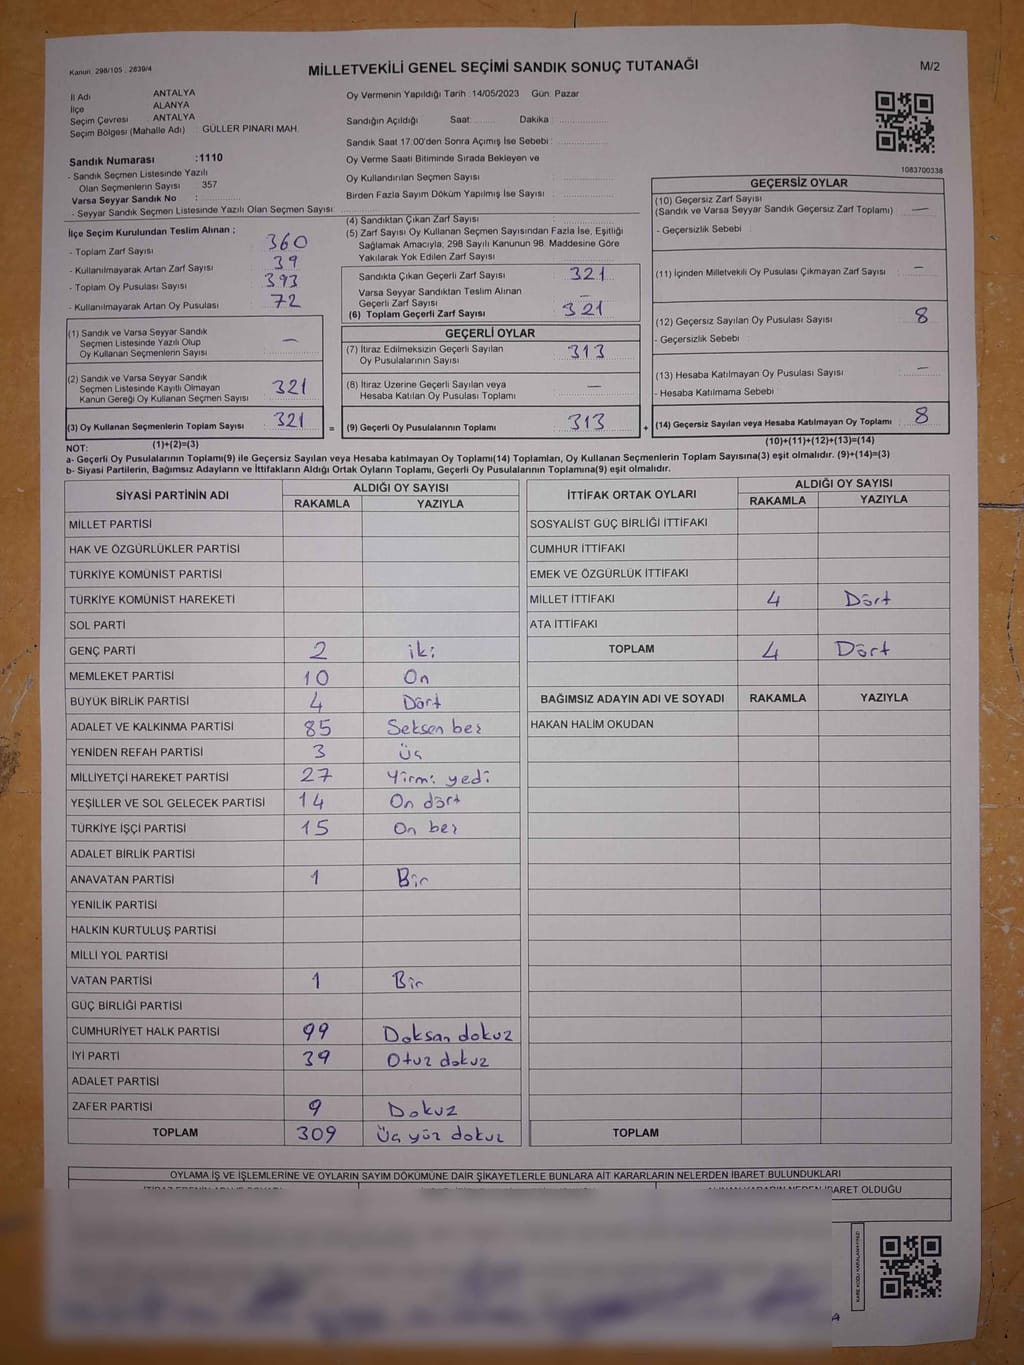 Kanun: 298/105 , 2839/4
MİLLETVEKİLİ GENEL SEÇİMİ SANDIK SONUÇ TUTANAĞI
M/2
İl Adı ANTALYA
İlçe ALANYA
Seçim Çevresi : ANTALYA
Seçim Bölgesi (Mahalle Adı) : GÜLLER PINARI MAH.
Sandık Numarası :1110
- Sandık Seçmen Listesinde Yazılı
Olan Seçmenlerin Sayısı : 357
Varsa Seyyar Sandık No :
- Seyyar Sandık Seçmen Listesinde Yazılı Olan Seçmen Sayısı :
Oy Vermenin Yapıldığı Tarih : 14/05/2023 Gün: Pazar
Sandığın Açıldığı Saat: Dakika :
Sandık Saat 17:00'den Sonra Açımış İse Sebebi :
Oy Verme Saati Bitiminde Sırada Bekleyen ve
Oy Kullandırılan Seçmen Sayısı :
Birden Fazla Sayım Döküm Yapılmış İse Sayısı :
1083700338
İlçe Seçim Kurulundan Teslim Alınan ;
- Toplam Zarf Sayısı 360
- Kullanılmayarak Artan Zarf Sayısı 39
- Toplam Oy Pusulası Sayısı 393
- Kullanılmayarak Artan Oy Pusulası 72
(1) Sandık ve Varsa Seyyar Sandık
Seçmen Listesinde Yazılı Olup
Oy Kullanan Seçmenlerin Sayısı —
(2) Sandık ve Varsa Seyyar Sandık
Seçmen Listesinde Kayıtlı Olmayan
Kanun Gereği Oy Kullanan Seçmen Sayısı 321
(3) Oy Kullanan Seçmenlerin Toplam Sayısı 321
(4) Sandıktan Çıkan Zarf Sayısı
(5) Zarf Sayısı Oy Kullanan Seçmen Sayısından Fazla İse, Eşitliği
Sağlamak Amacıyla; 298 Sayılı Kanunun 98. Maddesine Göre
Yakılarak Yok Edilen Zarf Sayısı
Sandıkta Çıkan Geçerli Zarf Sayısı 321
Varsa Seyyar Sandıktan Teslim Alınan
Geçerli Zarf Sayısı —
(6) Toplam Geçerli Zarf Sayısı 321
=
GEÇERLİ OYLAR
(7) İtiraz Edilmeksizin Geçerli Sayılan
Oy Pusulalarının Sayısı 313
(8) İtiraz Üzerine Geçerli Sayılan veya
Hesaba Katılan Oy Pusulası Toplamı —
(9) Geçerli Oy Pusulalarının Toplamı 313
+
GEÇERSİZ OYLAR
(10) Geçersiz Zarf Sayısı
(Sandık ve Varsa Seyyar Sandık Geçersiz Zarf Toplamı) —
- Geçersizlik Sebebi :
(11) İçinden Milletvekili Oy Pusulası Çıkmayan Zarf Sayısı —
(12) Geçersiz Sayılan Oy Pusulası Sayısı 8
- Geçersizlik Sebebi :
(13) Hesaba Katılmayan Oy Pusulası Sayısı —
- Hesaba Katılmama Sebebi :
(14) Geçersiz Sayılan veya Hesaba Katılmayan Oy Toplamı 8
NOT: (1)+(2)=(3) (10)+(11)+(12)+(13)=(14)
a- Geçerli Oy Pusulalarının Toplamı(9) ile Geçersiz Sayılan veya Hesaba katılmayan Oy Toplamı(14) Toplamları, Oy Kullanan Seçmenlerin Toplam Sayısına(3) eşit olmalıdır. (9)+(14)=(3)
b- Siyasi Partilerin, Bağımsız Adayların ve İttifakların Aldığı Ortak Oyların Toplamı, Geçerli Oy Pusulalarının Toplamına(9) eşit olmalıdır.
SİYASİ PARTİNİN ADI ALDIĞI OY SAYISI
RAKAMLA YAZIYLA
MİLLET PARTİSİ
HAK VE ÖZGÜRLÜKLER PARTİSİ
TÜRKİYE KOMÜNİST PARTİSİ
TÜRKİYE KOMÜNİST HAREKETİ
SOL PARTİ
GENÇ PARTİ 2 iki
MEMLEKET PARTİSİ 10 On
BÜYÜK BİRLİK PARTİSİ 4 Dört
ADALET VE KALKINMA PARTİSİ 85 Seksen beş
YENİDEN REFAH PARTİSİ 3 Üç
MİLLİYETÇİ HAREKET PARTİSİ 27 Yirmi yedi
YEŞİLLER VE SOL GELECEK PARTİSİ 14 On dört
TÜRKİYE İŞÇİ PARTİSİ 15 On beş
ADALET BİRLİK PARTİSİ
ANAVATAN PARTİSİ 1 Bir
YENİLİK PARTİSİ
HALKIN KURTULUŞ PARTİSİ
MİLLİ YOL PARTİSİ
VATAN PARTİSİ 1 Bir
GÜÇ BİRLİĞİ PARTİSİ
CUMHURİYET HALK PARTİSİ 99 Doksan dokuz
İYİ PARTİ 39 Otuz dokuz
ADALET PARTİSİ
ZAFER PARTİSİ 9 Dokuz
TOPLAM 309 Üç yüz dokuz
İTTİFAK ORTAK OYLARI ALDIĞI OY SAYISI
RAKAMLA YAZIYLA
SOSYALİST GÜÇ BİRLİĞİ İTTİFAKI
CUMHUR İTTİFAKI
EMEK VE ÖZGÜRLÜK İTTİFAKI
MİLLET İTTİFAKI 4 Dört
ATA İTTİFAKI
TOPLAM 4 Dört
BAĞIMSIZ ADAYIN ADI VE SOYADI RAKAMLA YAZIYLA
HAKAN HALİM OKUDAN
TOPLAM
OYLAMA İŞ VE İŞLEMLERİNE VE OYLARIN SAYIM DÖKÜMÜNE DAİR ŞİKAYETLERLE BUNLARA AİT KARARLARIN NELERDEN İBARET BULUNDUKLARI
OLDUĞU
KARE KODU KARALAMAYINIZ!